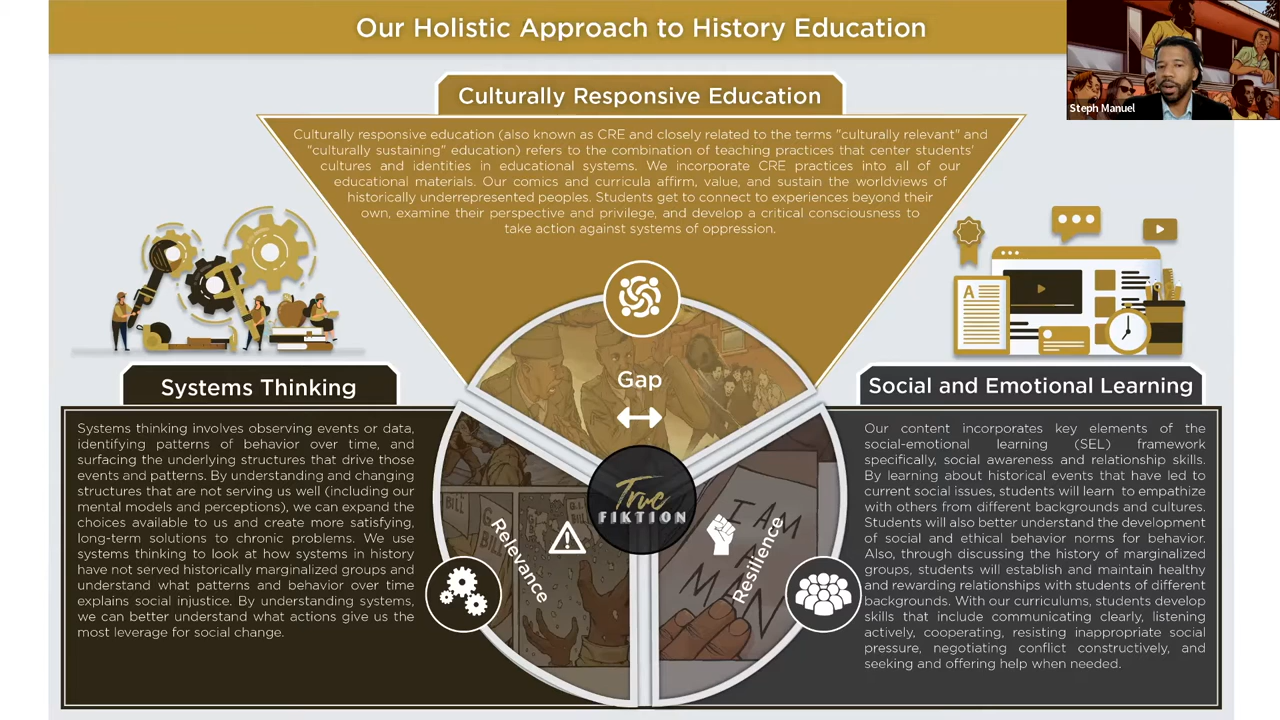 Our Holistic Approach to History Education
Steph Manuel
Culturally Responsive Education
Culturally responsive education (also known as CRE and closely related to the terms "culturally relevant" and
"culturally sustaining" education) refers to the combination of teaching practices that center students'
cultures and identities in educational systems. We incorporate CRE practices into all of our
educational materials. Our comics and curricula affirm, value, and sustain the worldviews of
historically underrepresented peoples. Students get to connect to experiences beyond their
own, examine their perspective and privilege, and develop a critical consciousness to
take action against systems of oppression.
Systems Thinking
Systems thinking involves observing events or data,
identifying patterns of behavior over time, and
surfacing the underlying structures that drive those
events and patterns. By understanding and changing
structures that are not serving us well (including our
mental models and perceptions), we can expand the
choices available to us and create more satisfying,
long-term solutions to chronic problems. We use
systems thinking to look at how systems in history
have not served historically marginalized groups and
understand what patterns and behavior over time
explains social injustice. By understanding systems,
we can better understand what actions give us the
most leverage for social change.
Gap
True
FIKTION
Relevance
Resilience
BILL
BILL
I AM
A
MAN
A
Social and Emotional Learning
Our content incorporates key elements of the
social-emotional learning (SEL) framework
specifically, social awareness and relationship skills.
By learning about historical events that have led to
current social issues, students will learn to empathize
with others from different backgrounds and cultures.
Students will also better understand the development
of social and ethical behavior norms for behavior.
Also, through discussing the history of marginalized
groups, students will establish and maintain healthy
and rewarding relationships with students of different
backgrounds. With our curriculums, students develop
skills that include communicating clearly, listening
actively, cooperating, resisting inappropriate social
pressure, negotiating conflict constructively, and
seeking and offering help when needed.